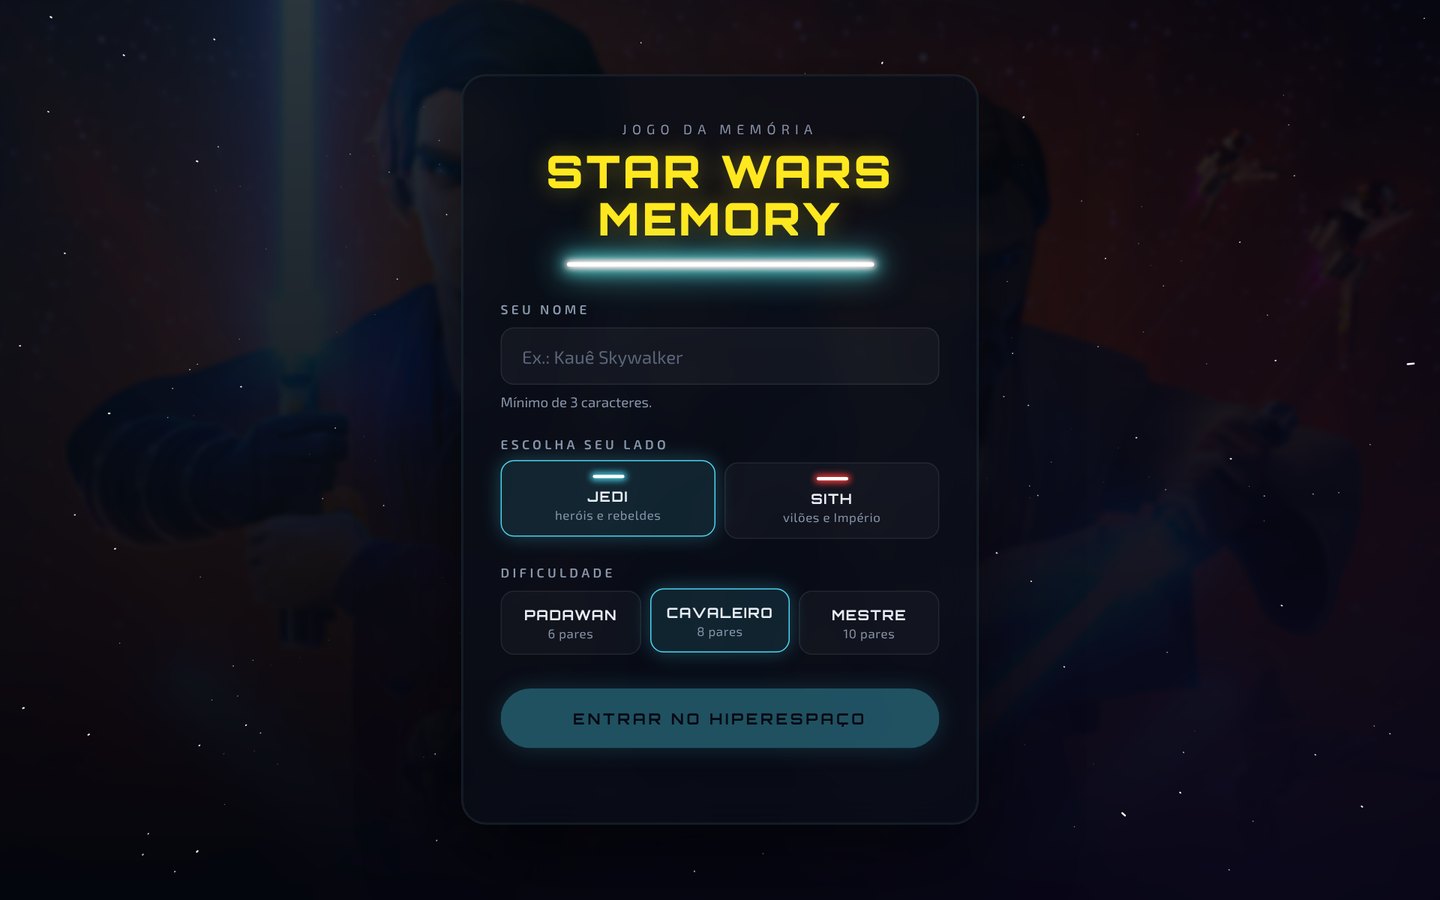 JOGO DA MEMÓRIA
STAR WARS
MEMORY
SEU NOME
Ex.: Kauê Skywalker
Mínimo de 3 caracteres.
ESCOLHA SEU LADO
JEDI
heróis e rebeldes
SITH
vilões e Império
DIFICULDADE
PADAWAN
6 pares
CAVALEIRO
8 pares
MESTRE
10 pares
ENTRAR NO HIPERESPAÇO